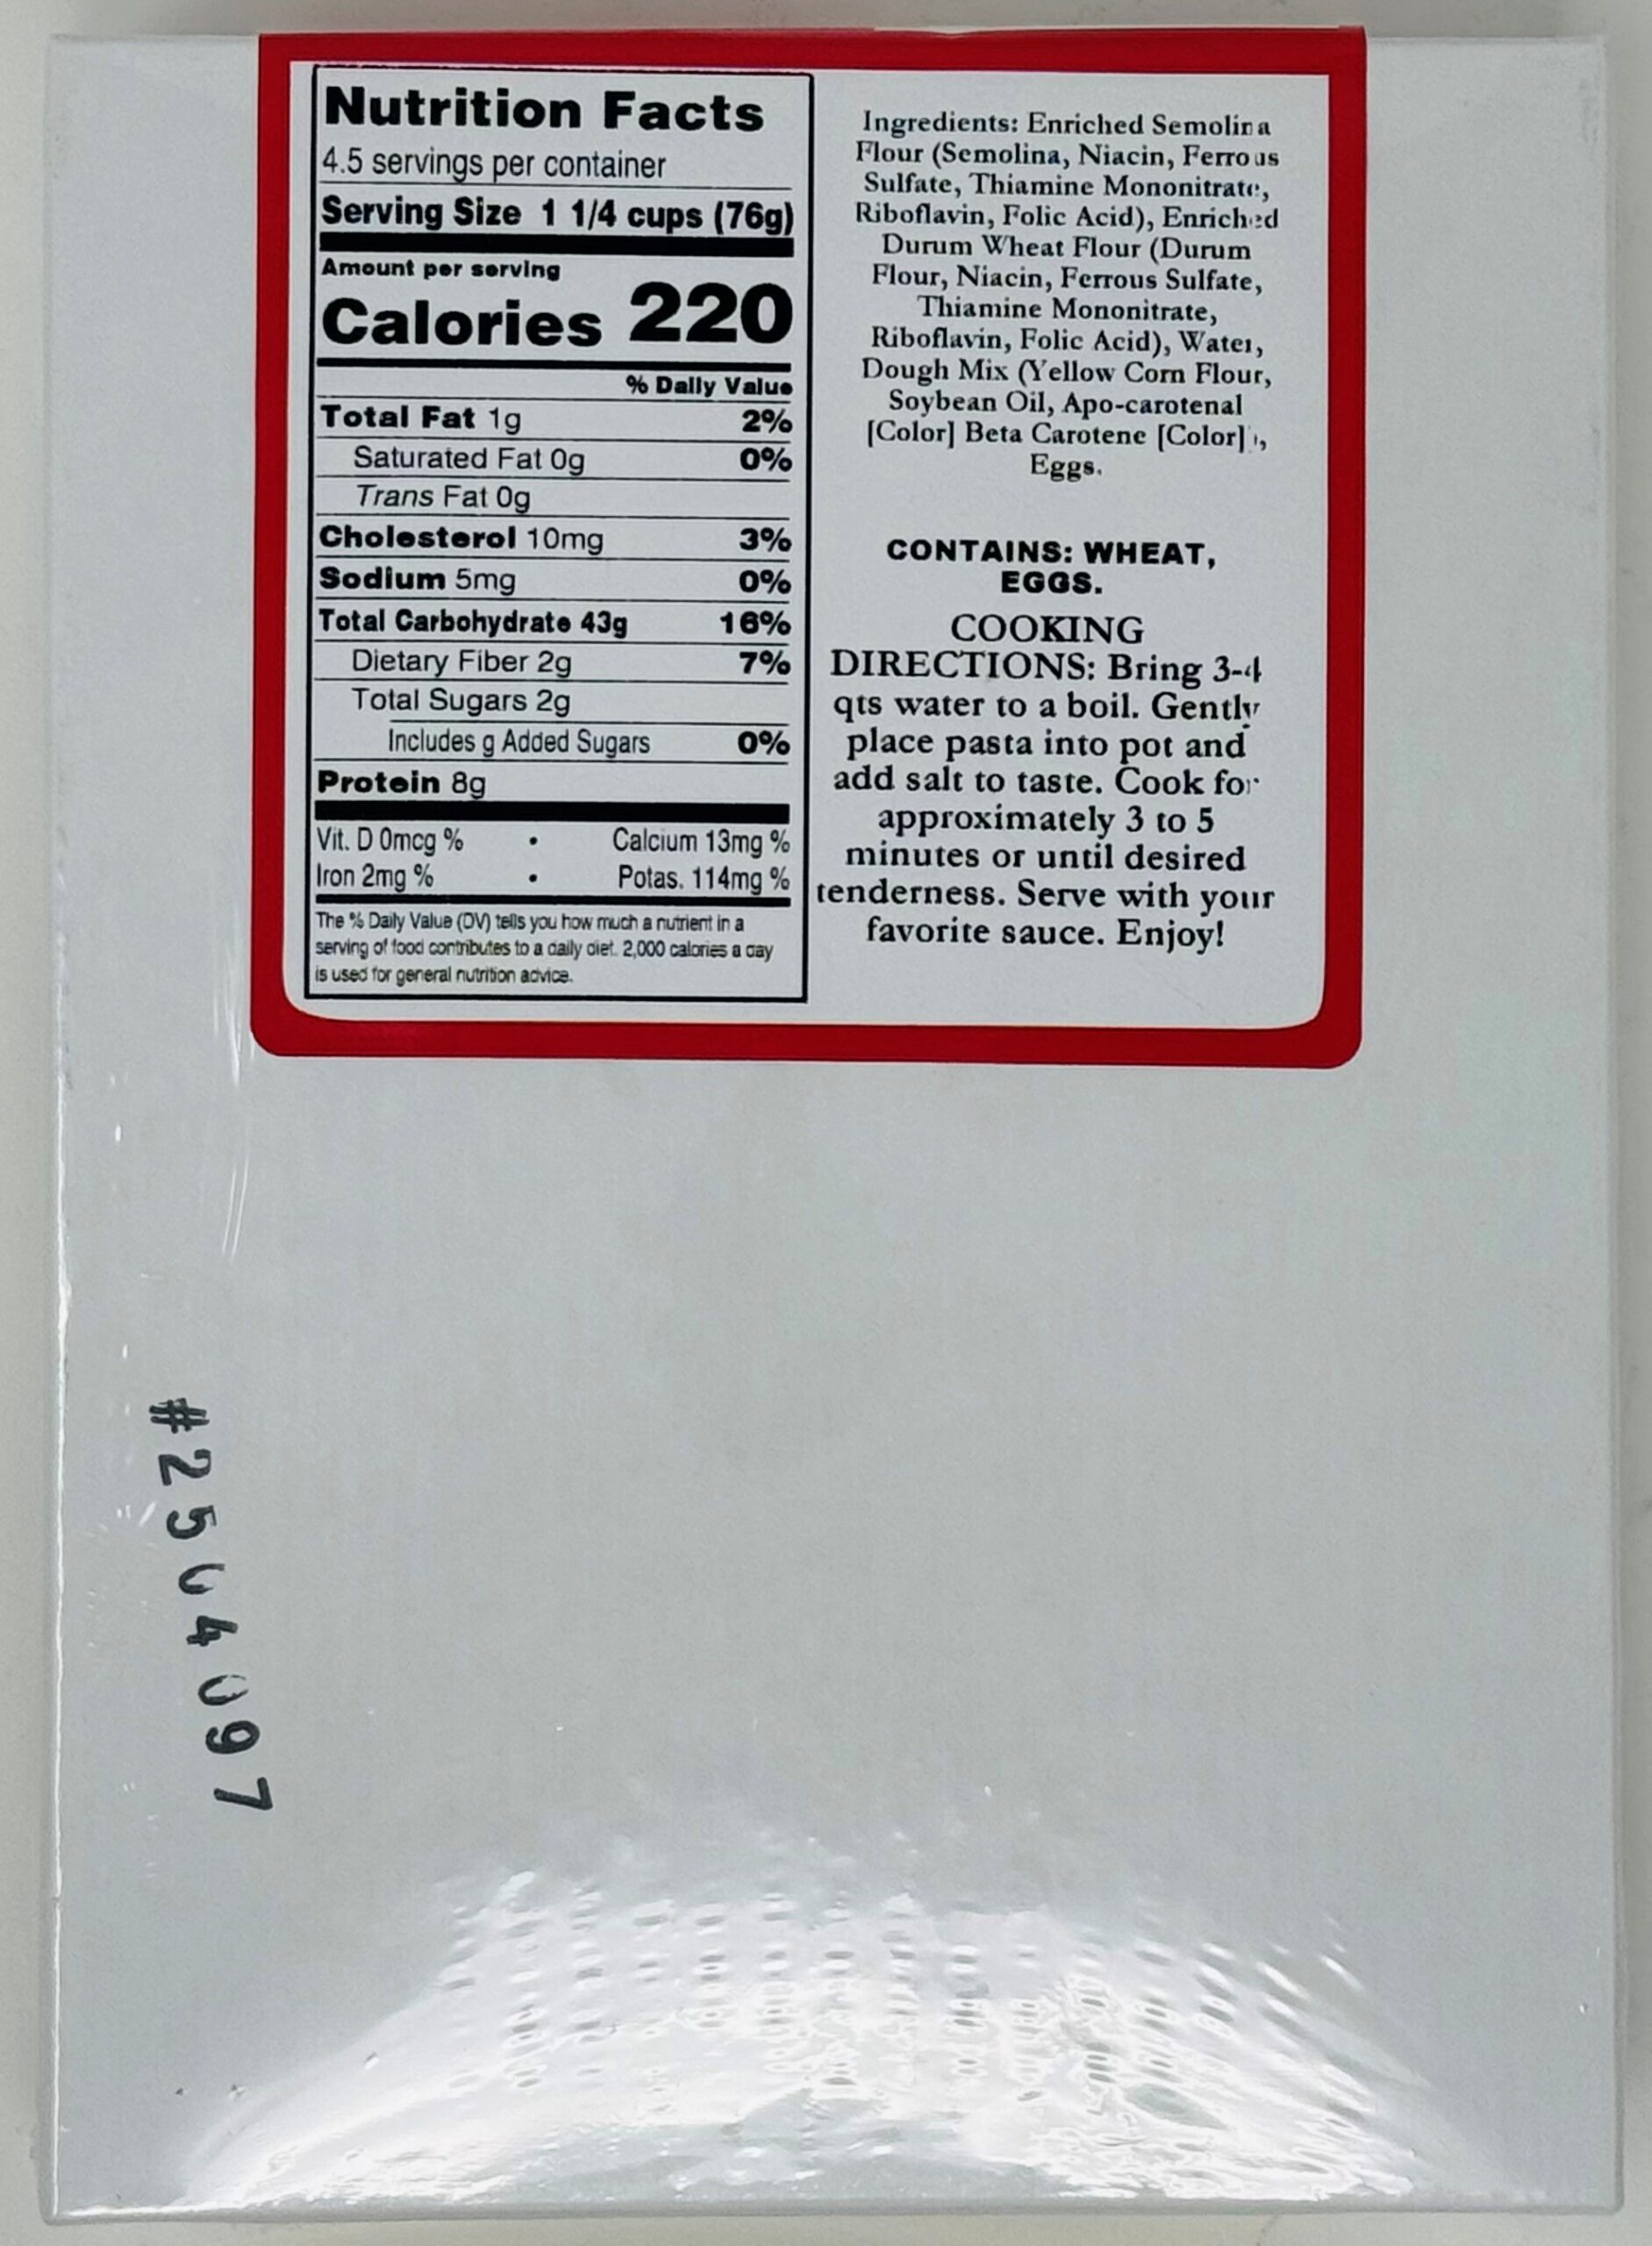 Nutrition Facts
4.5 servings per container
Serving Size 1 1/4 cups (76g)
Amount per serving
Calories 220
% Daily Value
Total Fat 1g 2%
Saturated Fat 0g 0%
Trans Fat 0g
Cholesterol 10mg 3%
Sodium 5mg 0%
Total Carbohydrate 43g 16%
Dietary Fiber 2g 7%
Total Sugars 2g
Includes g Added Sugars 0%
Protein 8g
Vit. D 0mcg % • Calcium 13mg %
Iron 2mg % • Potas. 114mg %
The % Daily Value (DV) tells you how much a nutrient in a
serving of food contributes to a daily diet. 2,000 calories a day
is used for general nutrition advice.
Ingredients: Enriched Semolina
Flour (Semolina, Niacin, Ferrous
Sulfate, Thiamine Mononitrate,
Riboflavin, Folic Acid), Enriched
Durum Wheat Flour (Durum
Flour, Niacin, Ferrous Sulfate,
Thiamine Mononitrate,
Riboflavin, Folic Acid), Water,
Dough Mix (Yellow Corn Flour,
Soybean Oil, Apo-carotenal
[Color] Beta Carotene [Color]),
Eggs.
CONTAINS: WHEAT,
EGGS.
COOKING
DIRECTIONS: Bring 3-4
qts water to a boil. Gently
place pasta into pot and
add salt to taste. Cook for
approximately 3 to 5
minutes or until desired
tenderness. Serve with your
favorite sauce. Enjoy!
#2504097